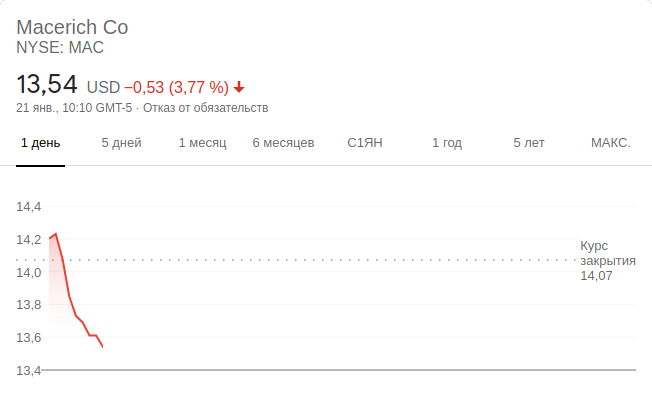 Macerich Co
NYSE: MAC
13,54 USD −0,53 (3,77 %)
21 янв., 10:10 GMT-5 · Отказ от обязательств
1 день 5 дней 1 месяц 6 месяцев С1ЯН 1 год 5 лет МАКС.
14,4
14,2
14,0
13,8
13,6
13,4
Курс
закрытия
14,07